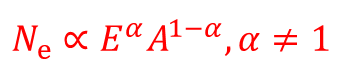 Nₑ ∝ E^α A^{1−α}, α ≠ 1